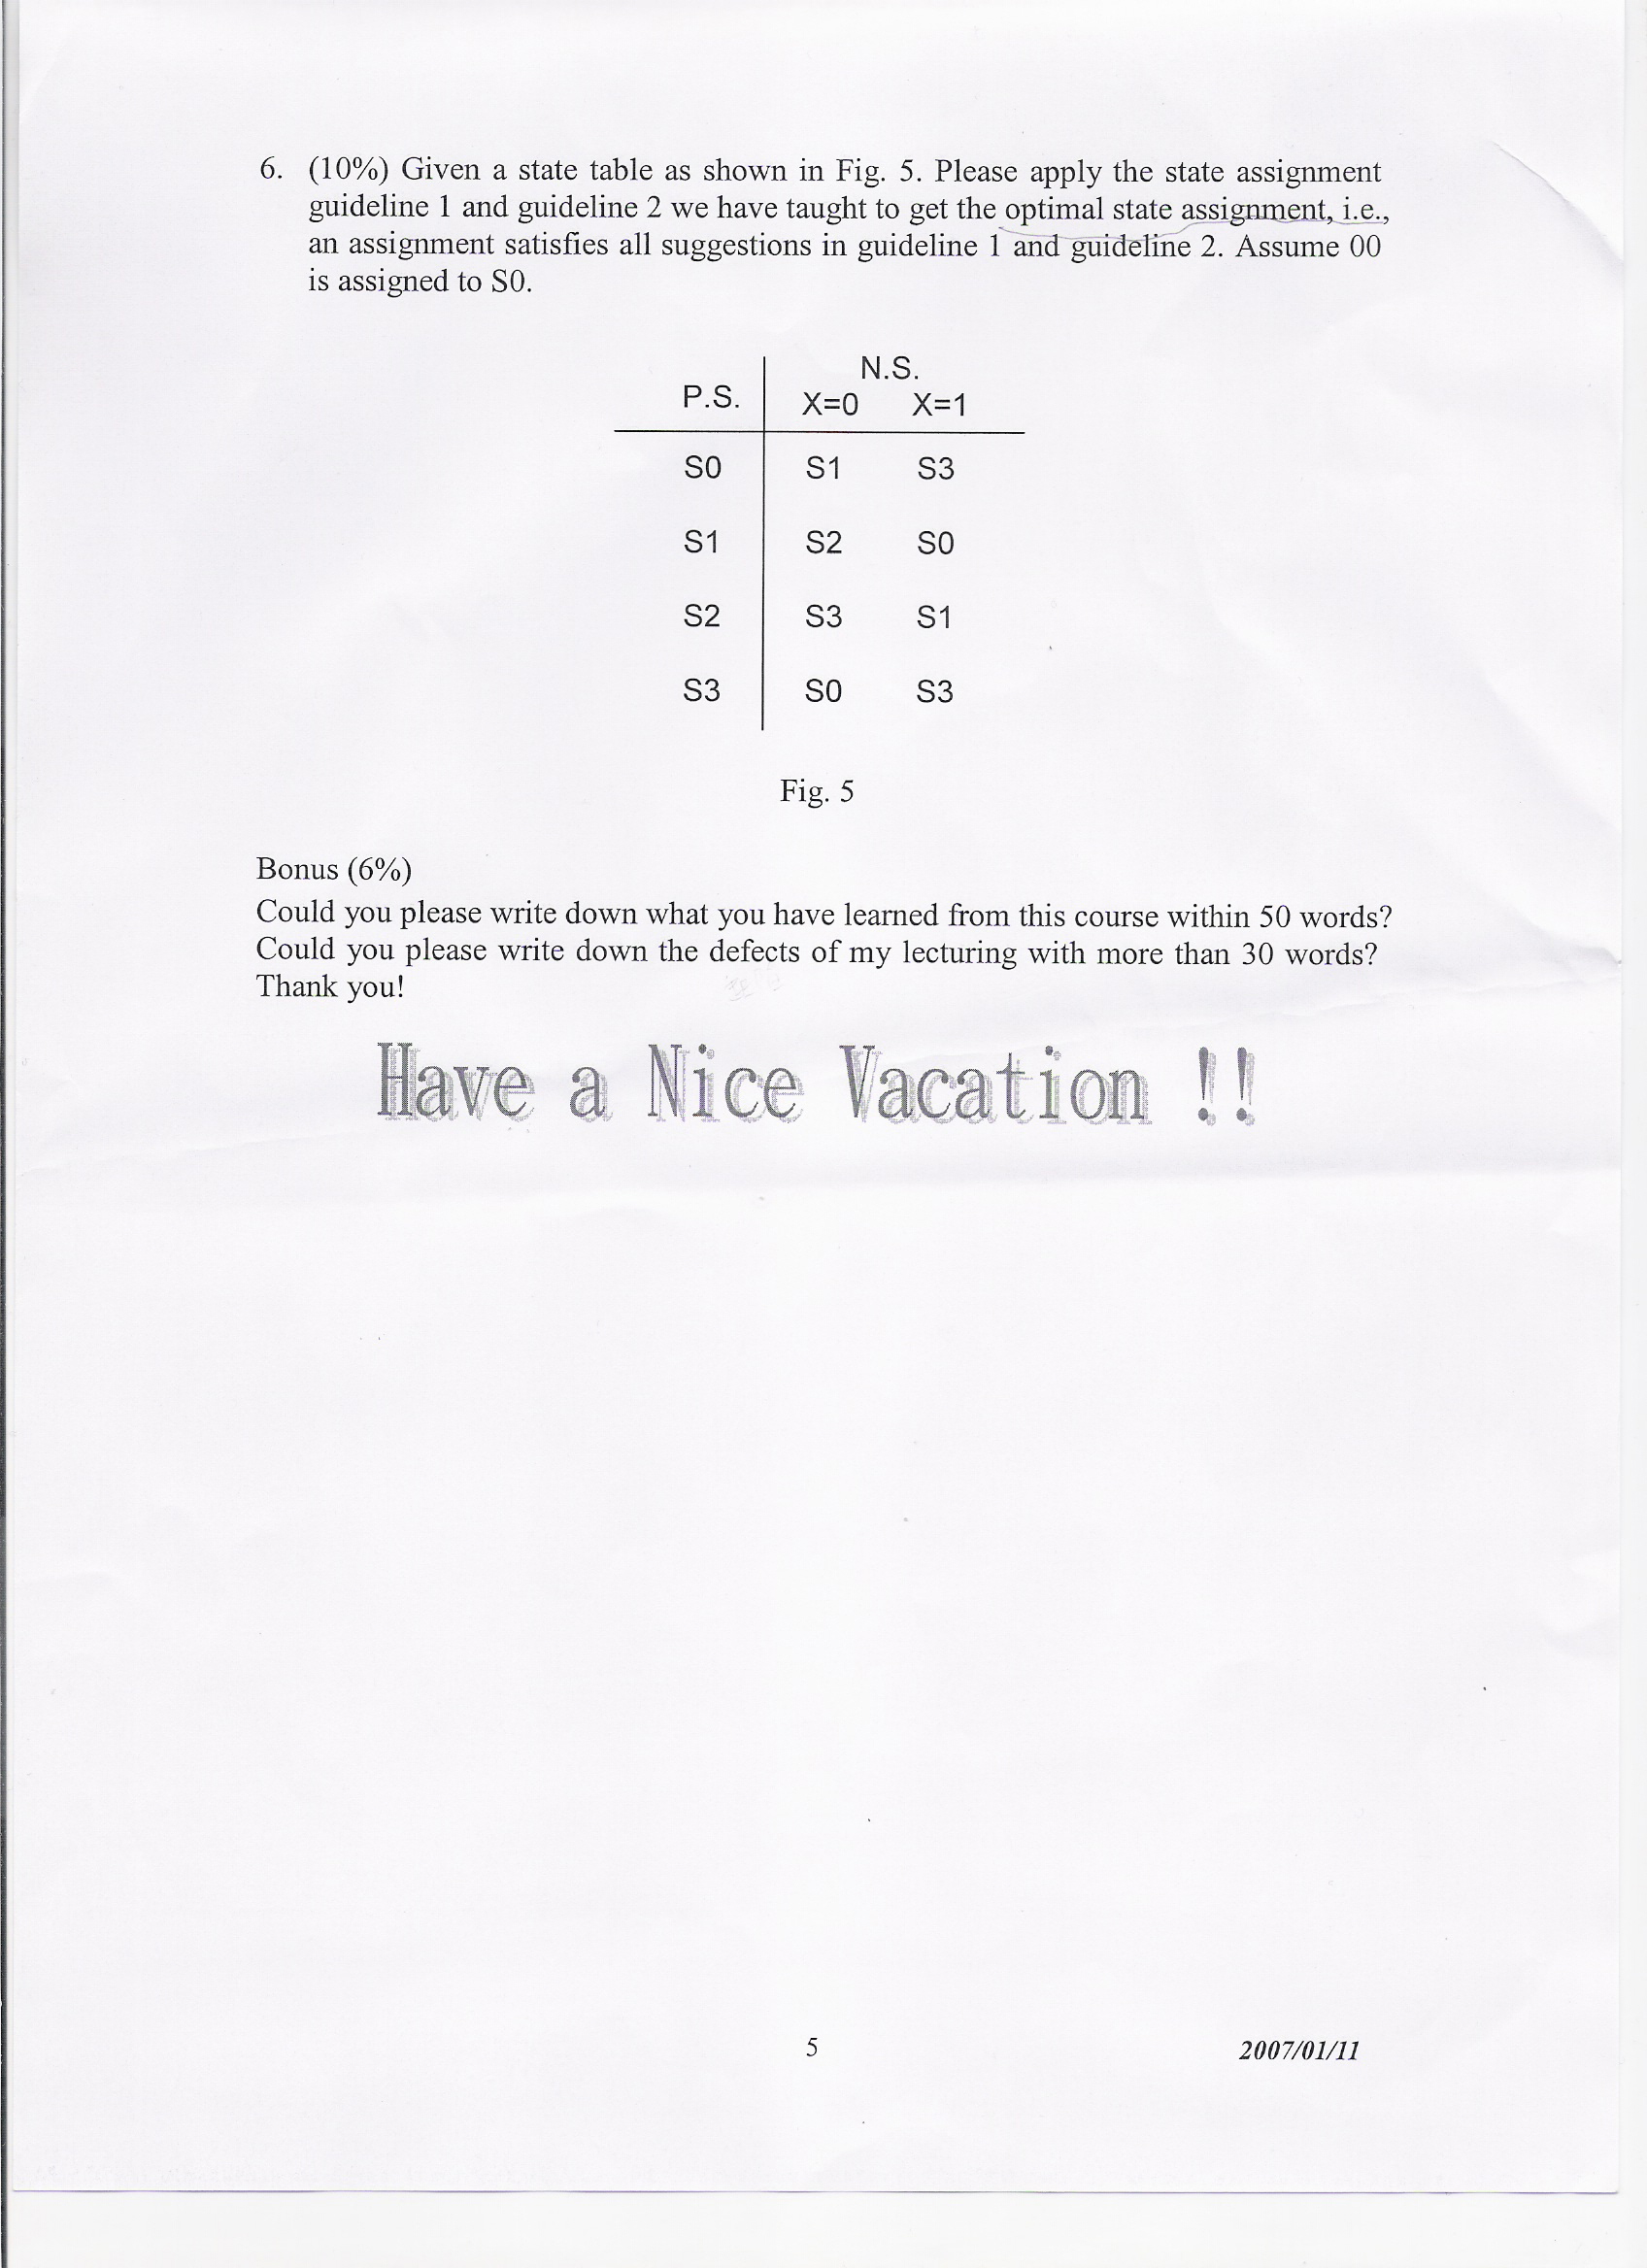 6. (10%) Given a state table as shown in Fig. 5. Please apply the state assignment
guideline 1 and guideline 2 we have taught to get the optimal state assignment, i.e.,
an assignment satisfies all suggestions in guideline 1 and guideline 2. Assume 00
is assigned to S0.
N.S.
P.S. X=0 X=1
S0 S1 S3
S1 S2 S0
S2 S3 S1
S3 S0 S3
Fig. 5
Bonus (6%)
Could you please write down what you have learned from this course within 50 words?
Could you please write down the defects of my lecturing with more than 30 words?
Thank you!
Have a Nice Vacation !!
5 2007/01/11